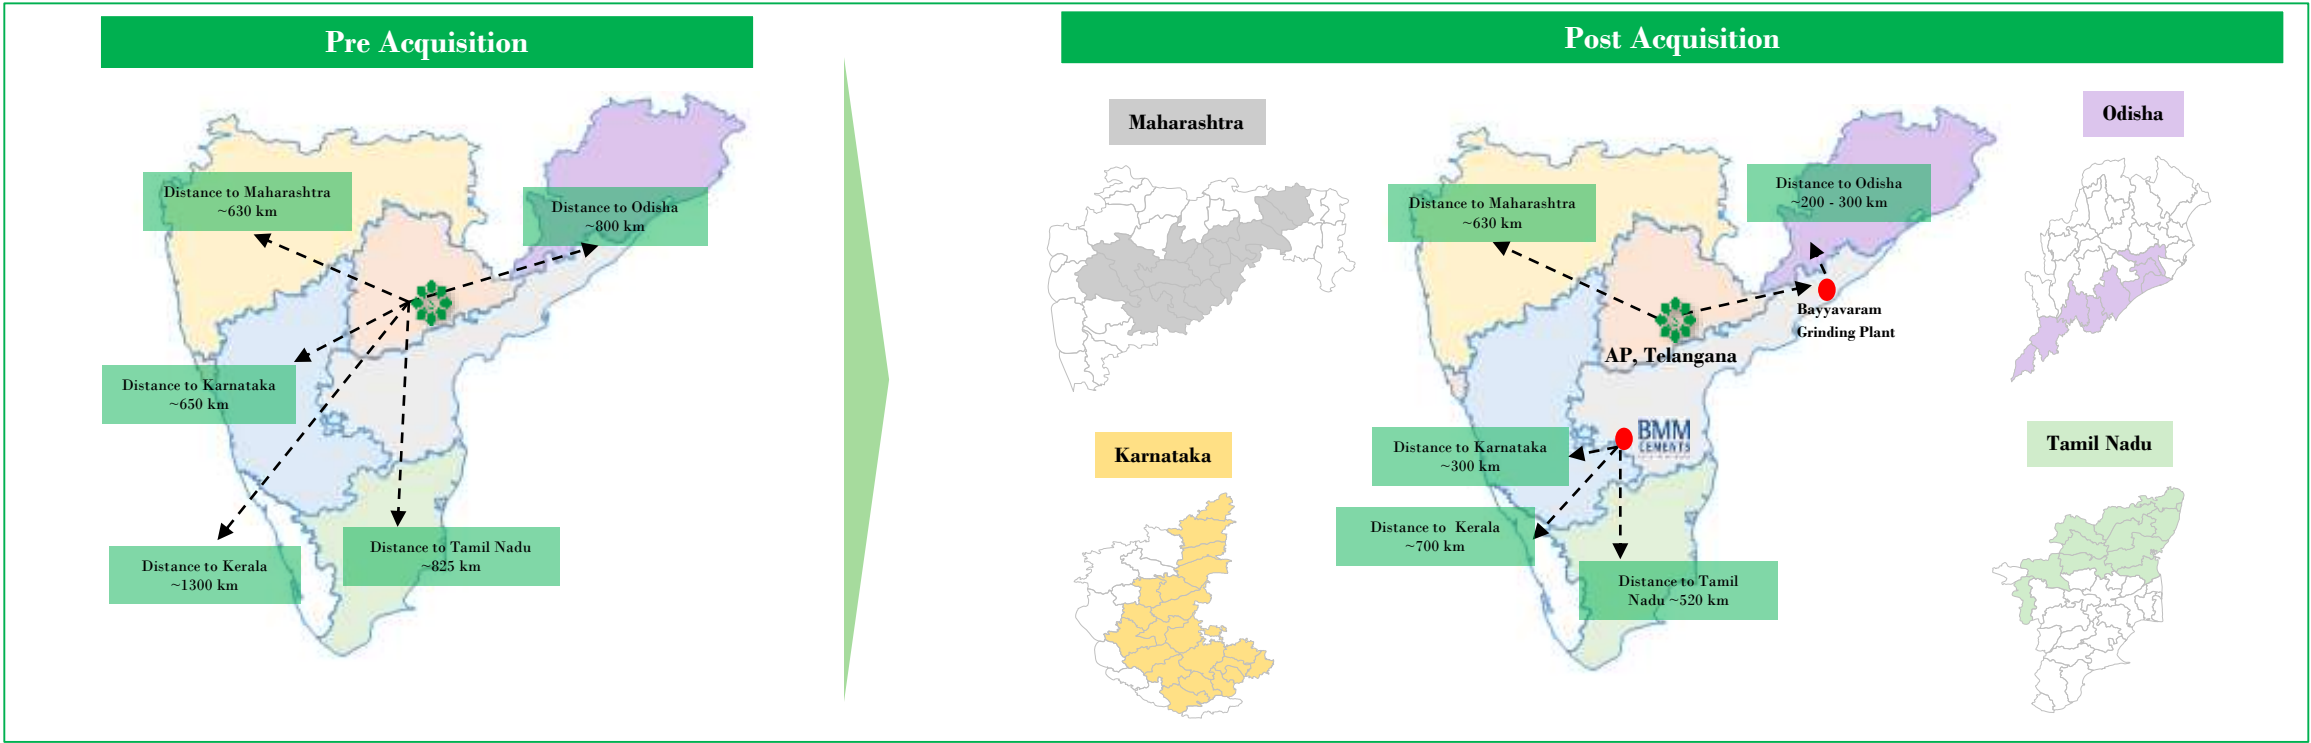 Pre Acquisition
Distance to Maharashtra
~630 km
Distance to Odisha
~800 km
Distance to Karnataka
~650 km
Distance to Kerala
~1300 km
Distance to Tamil Nadu
~825 km
Post Acquisition
Maharashtra
Karnataka
Distance to Maharashtra
~630 km
Distance to Odisha
~200 - 300 km
Bayyavaram
Grinding Plant
AP, Telangana
BMM
CEMENTS
Distance to Karnataka
~300 km
Distance to Kerala
~700 km
Distance to Tamil
Nadu ~520 km
Odisha
Tamil Nadu